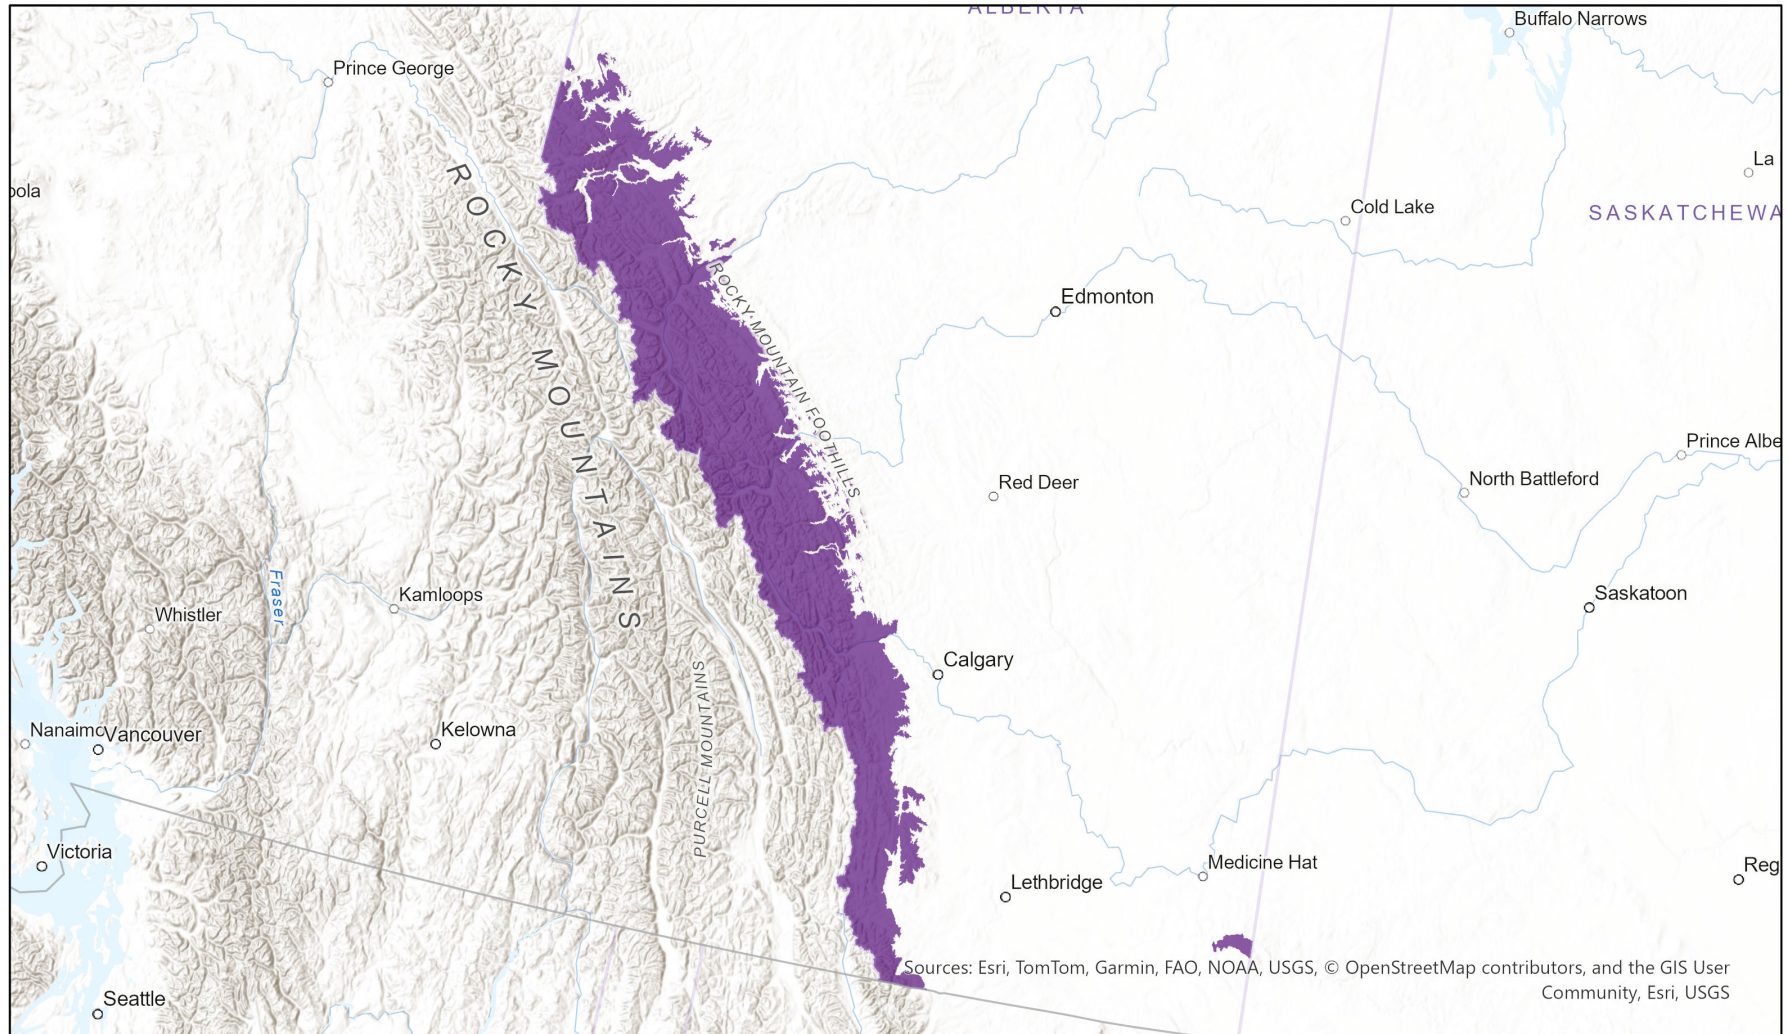 ALBERTA
Buffalo Narrows
Prince George
La
pola
ROCKY MOUNTAINS
Cold Lake
SASKATCHEWA
ROCKY MOUNTAIN FOOTHILLS
Edmonton
Prince Albe
Red Deer
North Battleford
Fraser
Kamloops
Saskatoon
Whistler
Calgary
PURCELL MOUNTAINS
Nanaimo
Vancouver
Kelowna
Victoria
Medicine Hat
Reg
Lethbridge
Sources: Esri, TomTom, Garmin, FAO, NOAA, USGS, © OpenStreetMap contributors, and the GIS User
Community, Esri, USGS
Seattle